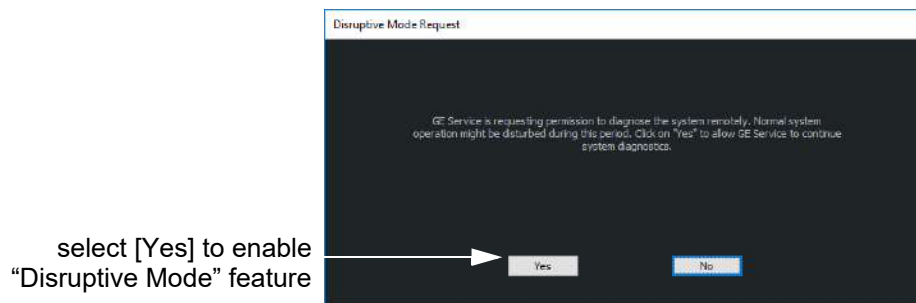 Disruptive Mode Request
GE Service is requesting permission to diagnose the system remotely. Normal system
operation might be disturbed during this period. Click on "Yes" to allow GE Service to continue
system diagnostics.
select [Yes] to enable
“Disruptive Mode” feature
Yes
No